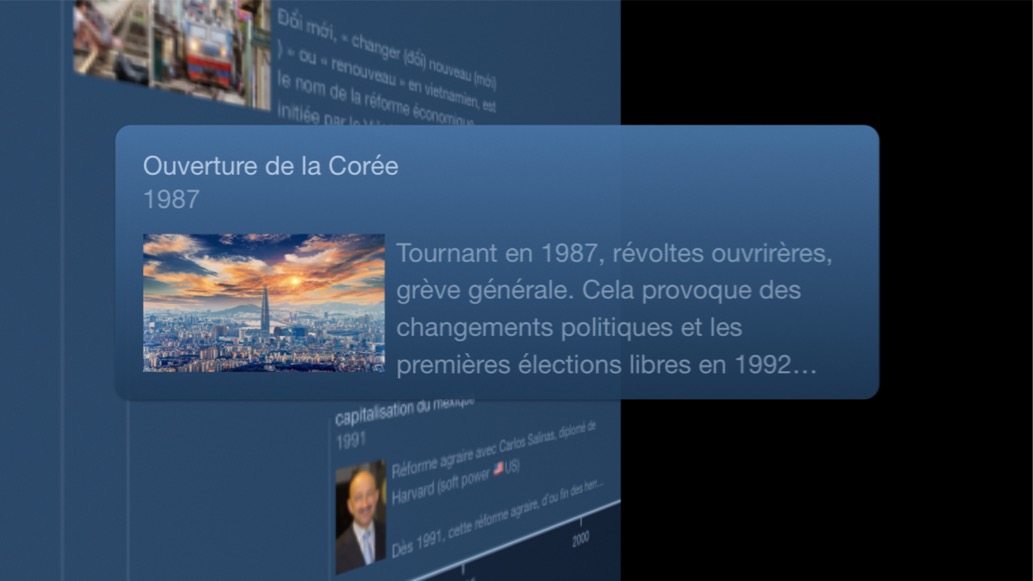 Đổi mới, « changer (đổi) nouveau (mới)
) » ou « renouveau » en vietnamien, est
le nom de la réforme économique
initiée par le
Ouverture de la Corée
1987
Tournant en 1987, révoltes ouvrirères,
grève générale. Cela provoque des
changements politiques et les
premières élections libres en 1992…
capitalisation du mexique
1991
Réforme agraire avec Carlos Salinas, diplomé de
Harvard (soft power 🇺🇸US)
Dès 1991, cette réforme agraire, d'ou fin des herr...
2000